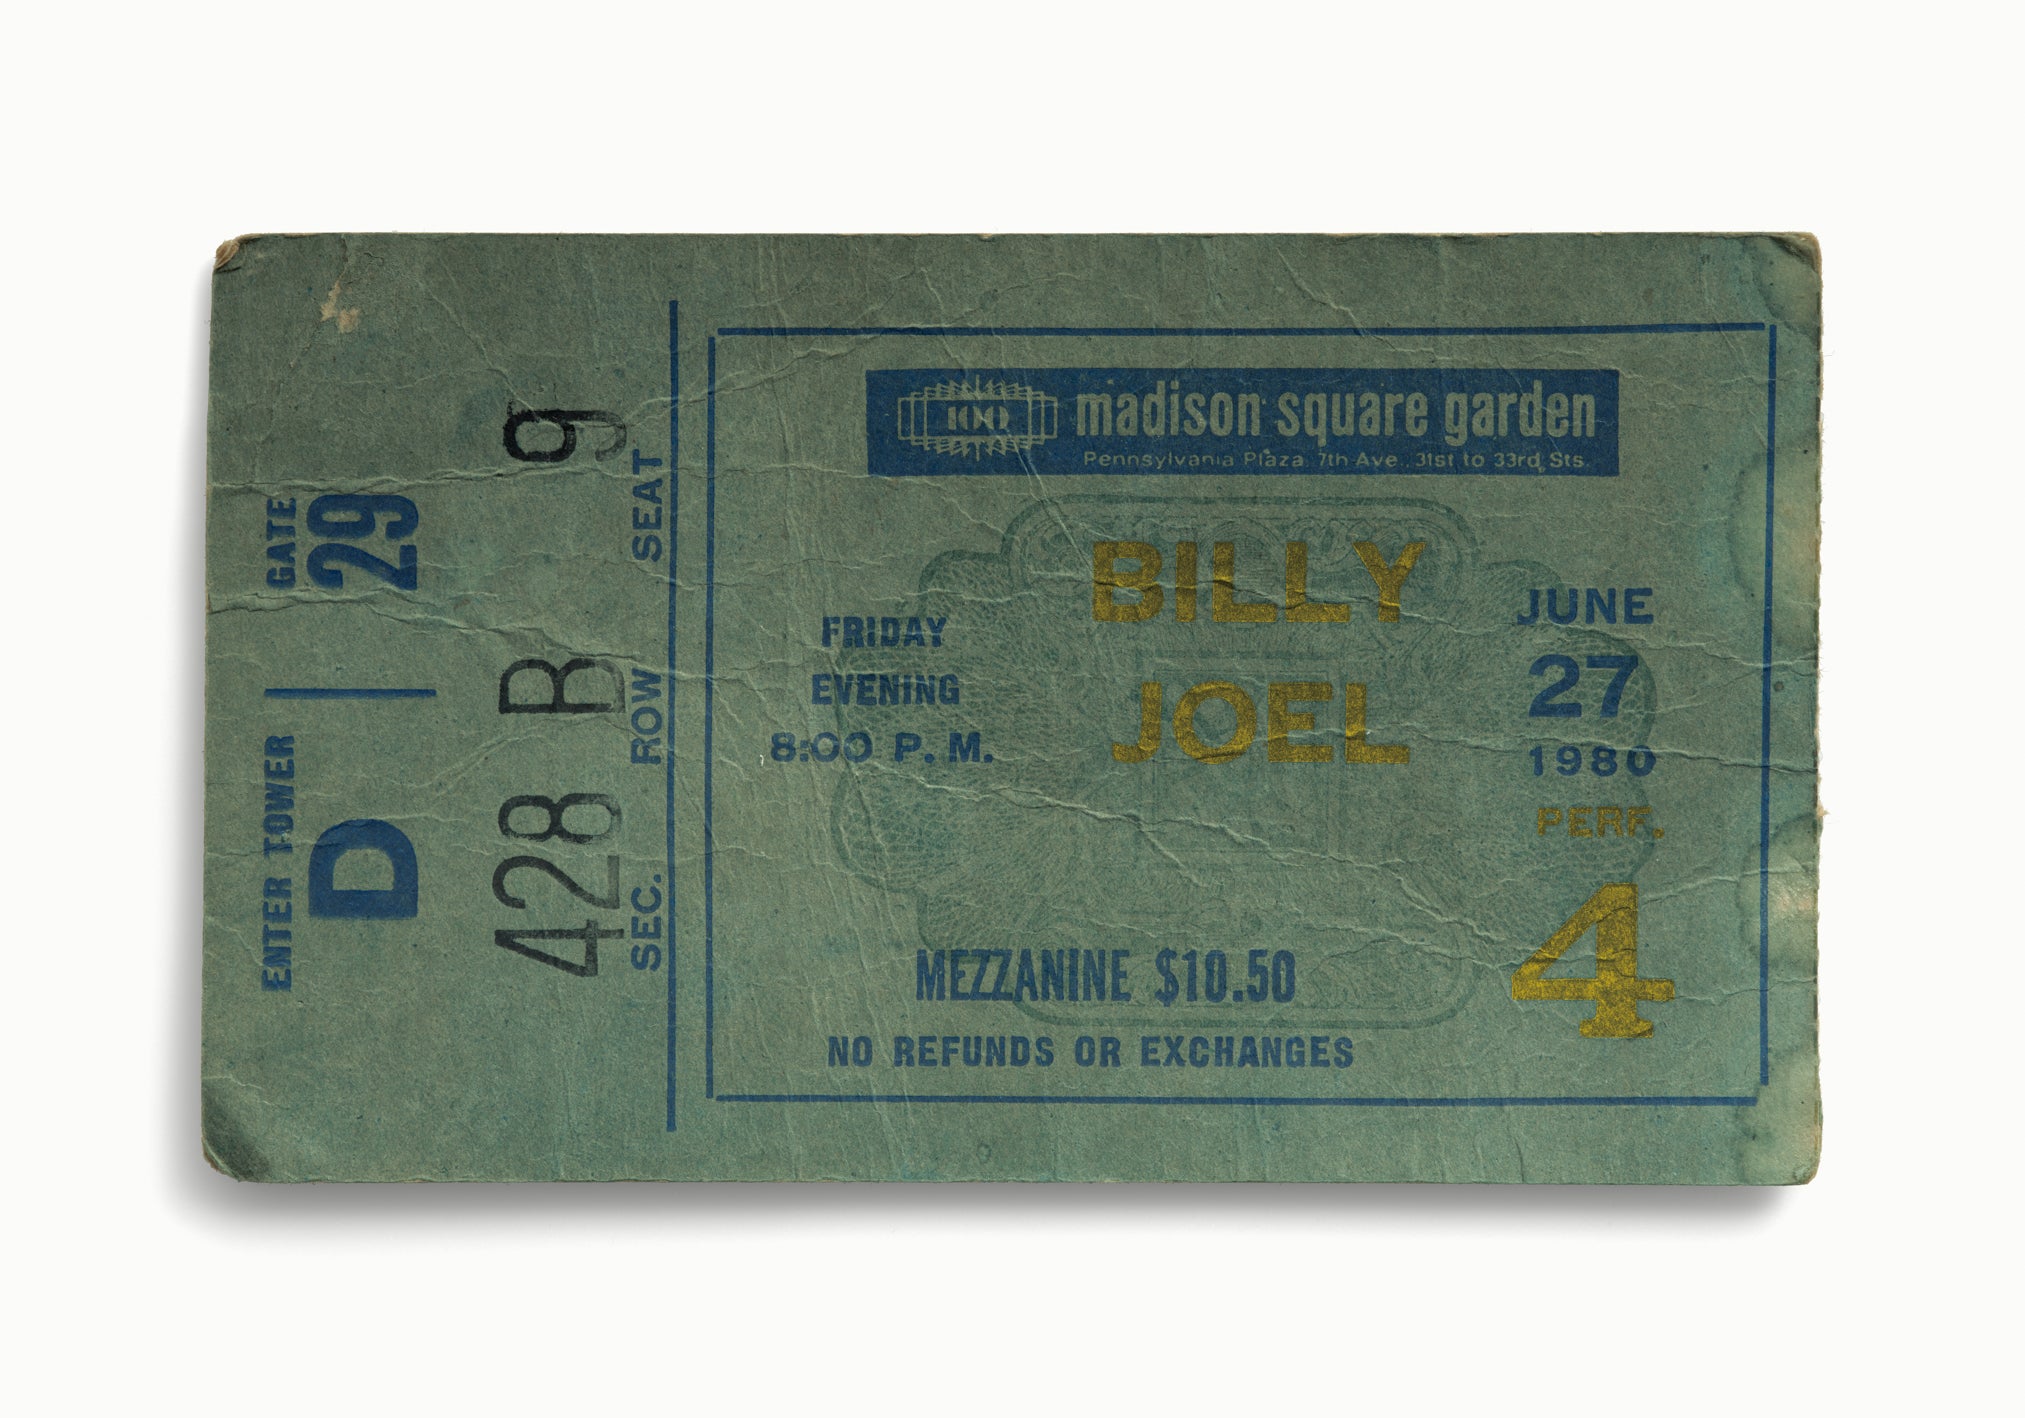 ENTER TOWER
D
GATE
29
428 B 9
SEC. ROW SEAT
100
madison square garden
Pennsylvania Plaza, 7th Ave., 31st to 33rd, Sts.
FRIDAY
EVENING
8:00 P. M.
BILLY
JOEL
JUNE
27
1980
PERF.
4
MEZZANINE $10.50
NO REFUNDS OR EXCHANGES